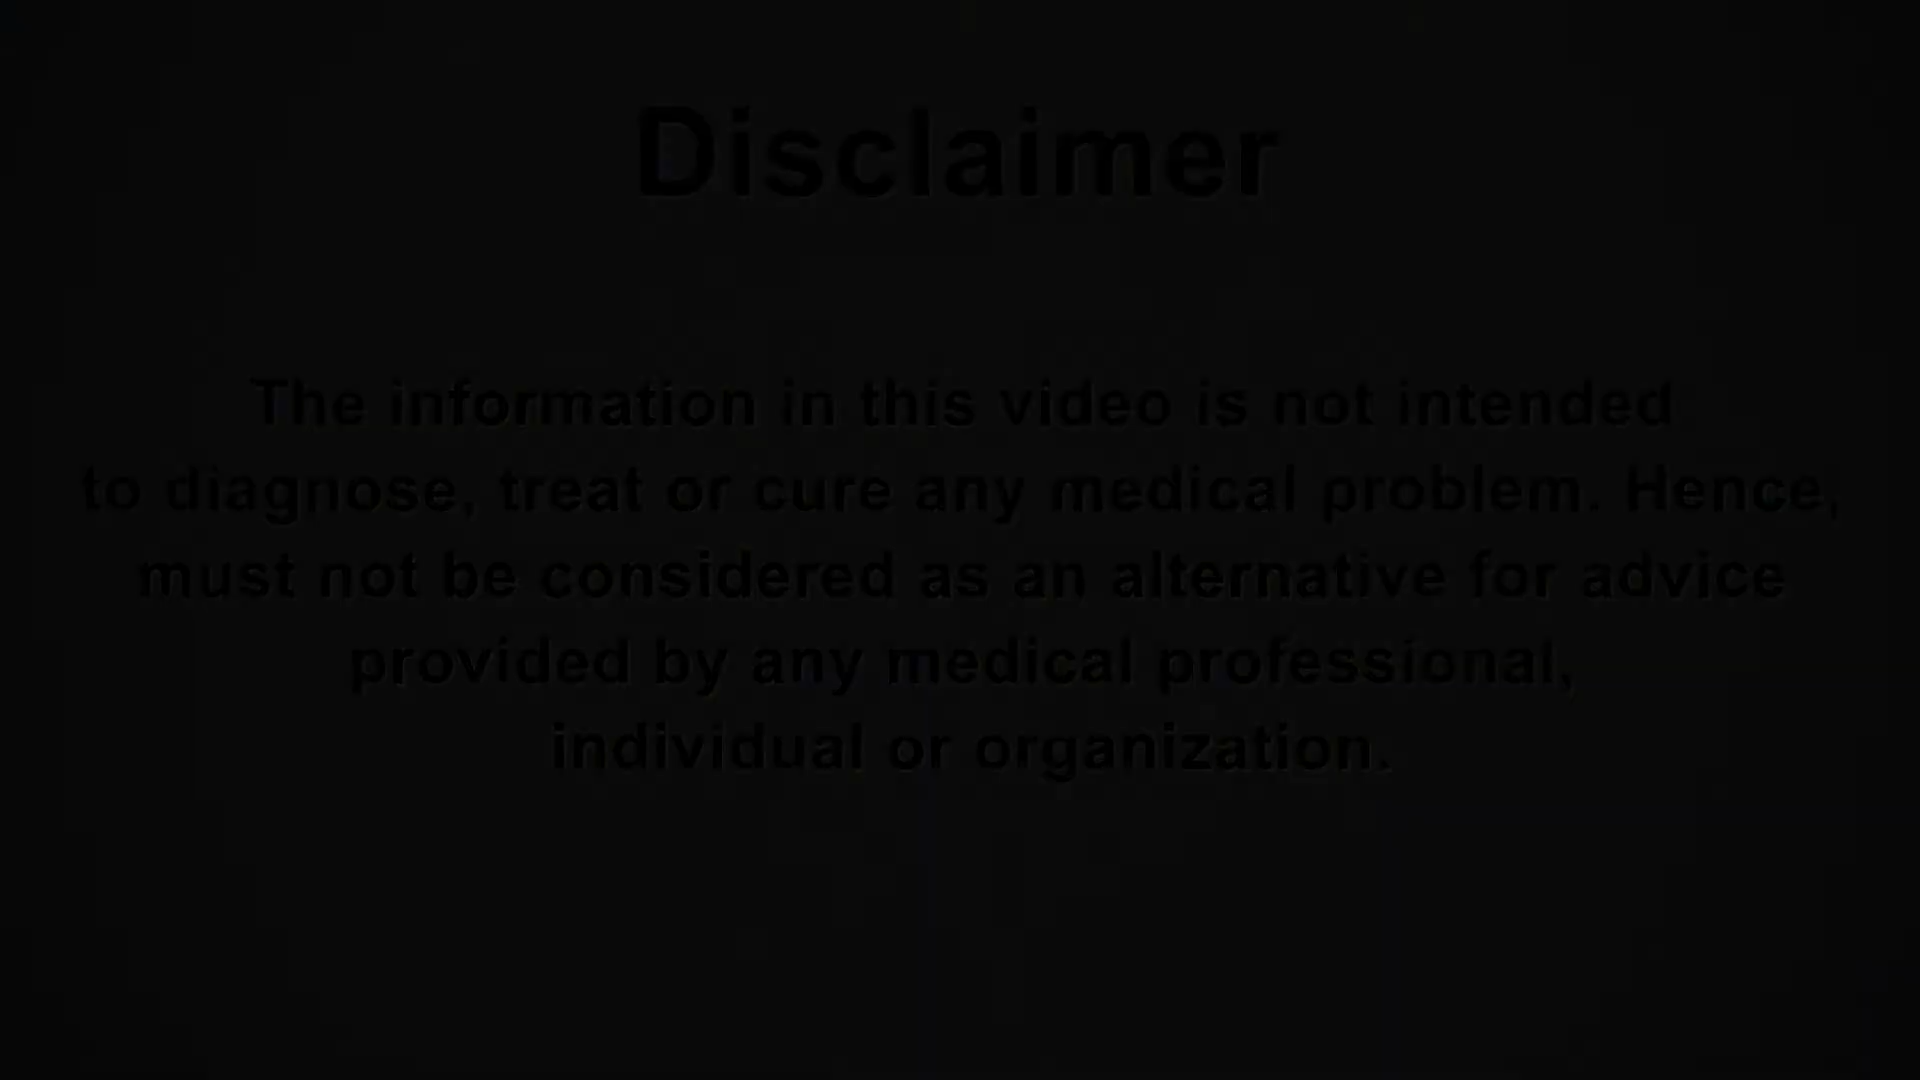 Disclaimer
The information in this video is not intended
to diagnose, treat or cure any medical problem. Hence,
must not be considered as an alternative for advice
provided by any medical professional,
individual or organization.